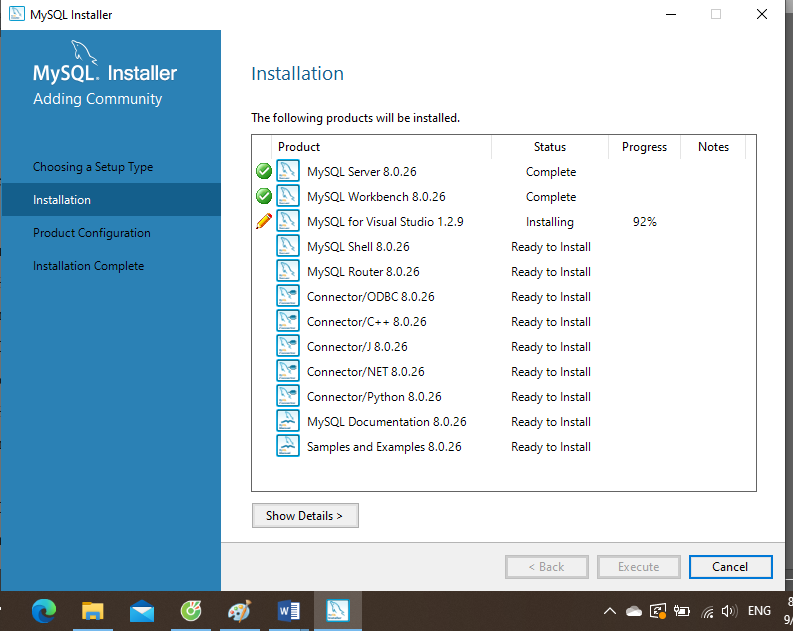 MySQL Installer
MySQL. Installer
Adding Community
Choosing a Setup Type
Installation
Product Configuration
Installation Complete
Installation
The following products will be installed.
Product Status Progress Notes
MySQL Server 8.0.26 Complete
MySQL Workbench 8.0.26 Complete
MySQL for Visual Studio 1.2.9 Installing 92%
MySQL Shell 8.0.26 Ready to Install
MySQL Router 8.0.26 Ready to Install
Connector/ODBC 8.0.26 Ready to Install
Connector/C++ 8.0.26 Ready to Install
Connector/J 8.0.26 Ready to Install
Connector/NET 8.0.26 Ready to Install
Connector/Python 8.0.26 Ready to Install
MySQL Documentation 8.0.26 Ready to Install
Samples and Examples 8.0.26 Ready to Install
Show Details >
< Back Execute Cancel
ENG